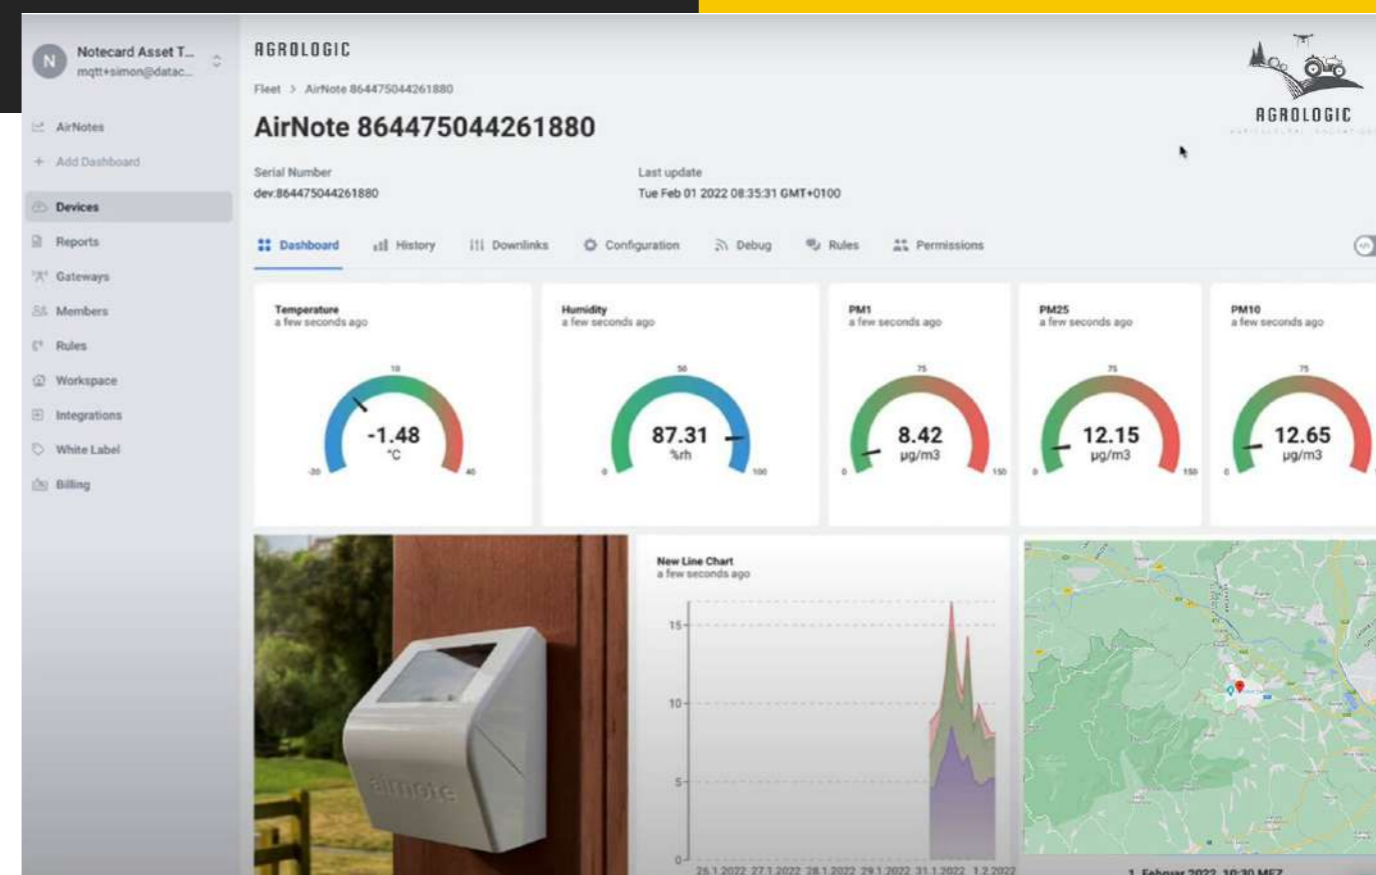 N
Notecard Asset T...
mqtt+simon@datac...
AirNotes
+ Add Dashboard
Devices
Reports
Gateways
Members
Rules
Workspace
Integrations
White Label
Billing
AGROLOGIC
Fleet > AirNote 864475044261880
AirNote 864475044261880
AGROLOGIC
Serial Number
dev:864475044261880
Last update
Tue Feb 01 2022 08:35:31 GMT+0100
Dashboard History Downlinks Configuration Debug Rules Permissions
Temperature
a few seconds ago
10
-1.48
°C
-20
40
Humidity
a few seconds ago
50
87.31
%rh
0
100
PM1
a few seconds ago
75
8.42
µg/m3
0
150
PM25
a few seconds ago
75
12.15
µg/m3
0
150
PM10
a few seconds ago
75
12.65
µg/m3
0
airnote
New Line Chart
a few seconds ago
15
10
5
0
26.1.2022 27.1.2022 28.1.2022 29.1.2022 31.1.2022 1.2.2022
1. Februar 2022, 10:30 MEZ